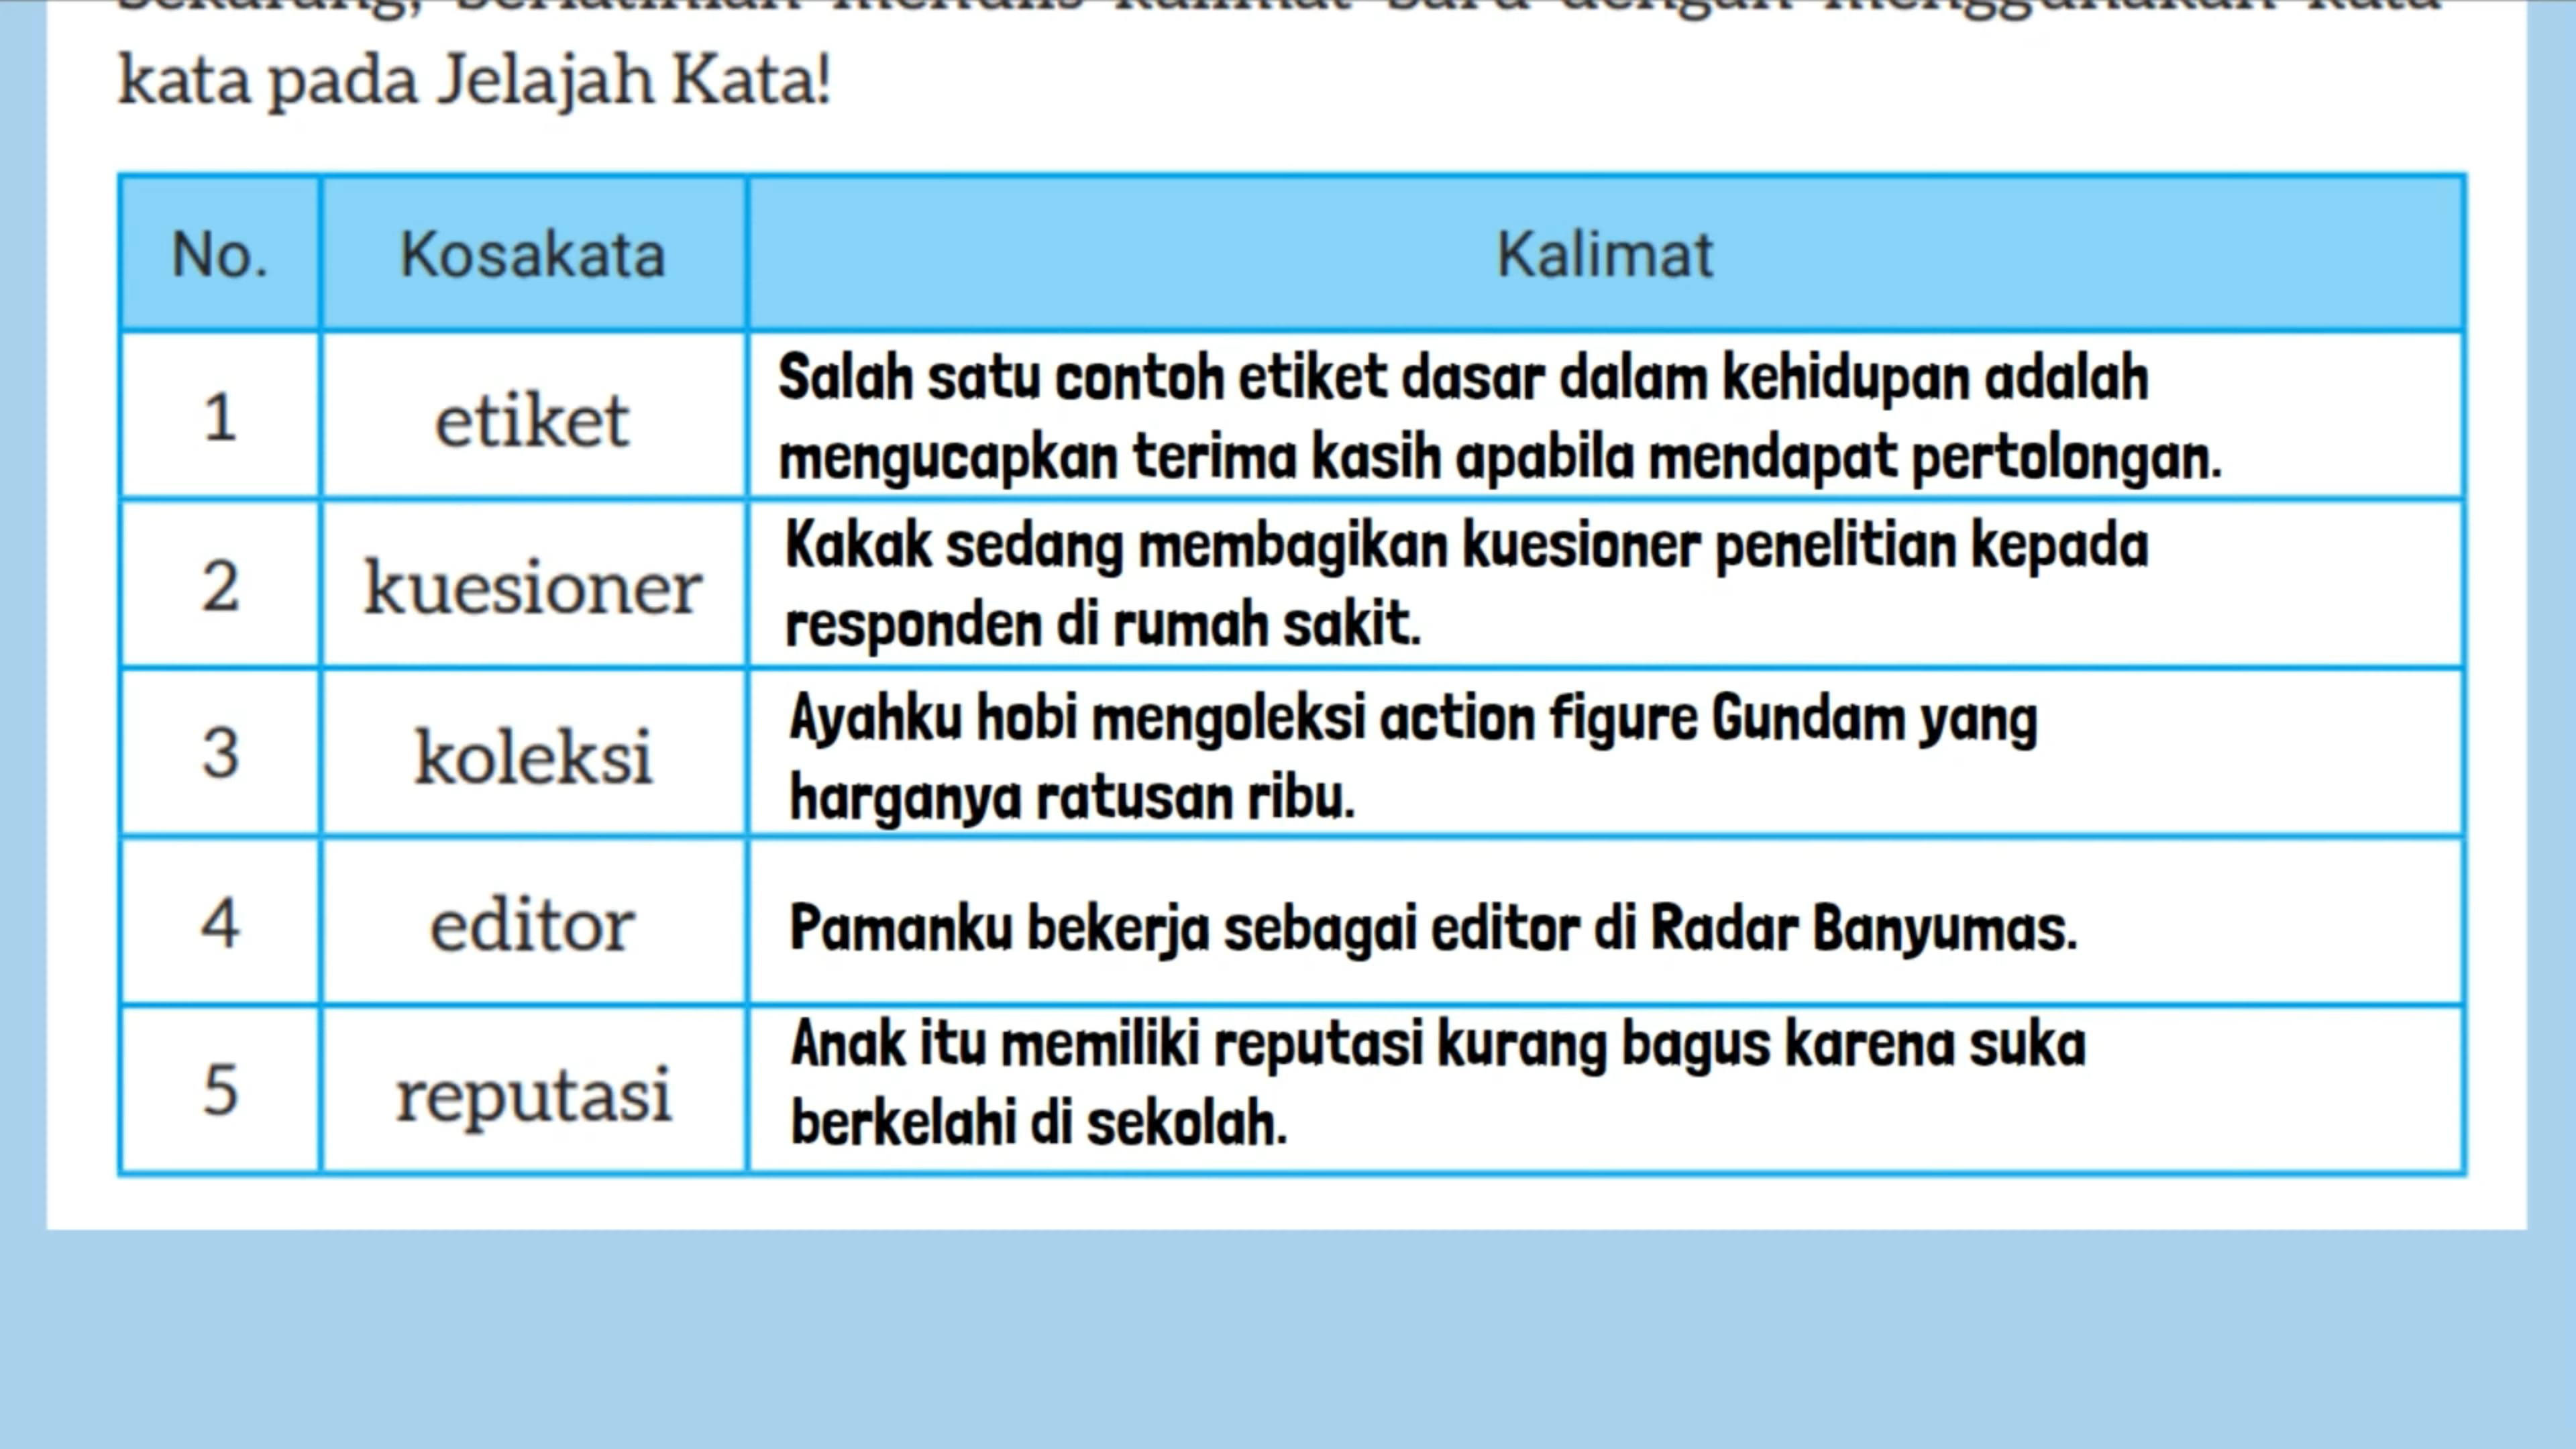 kata pada Jelajah Kata!
No. Kosakata Kalimat
1 etiket Salah satu contoh etiket dasar dalam kehidupan adalah
mengucapkan terima kasih apabila mendapat pertolongan.
2 kuesioner Kakak sedang membagikan kuesioner penelitian kepada
responden di rumah sakit.
3 koleksi Ayahku hobi mengoleksi action figure Gundam yang
harganya ratusan ribu.
4 editor Pamanku bekerja sebagai editor di Radar Banyumas.
5 reputasi Anak itu memiliki reputasi kurang bagus karena suka
berkelahi di sekolah.